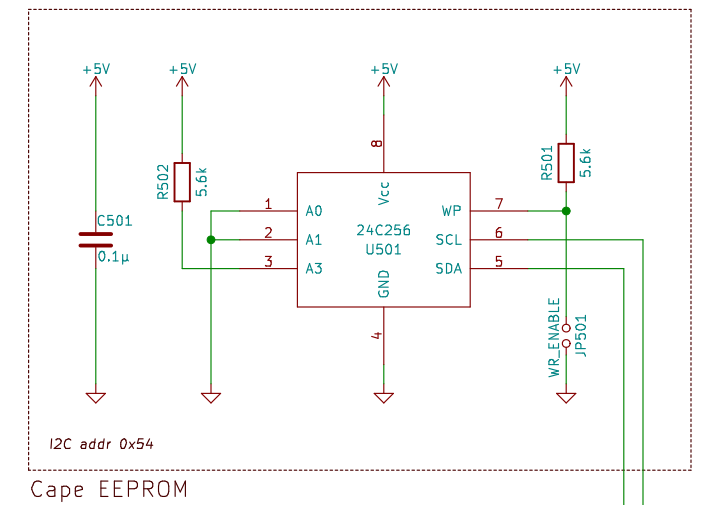 +5V
+5V
+5V
+5V
R502
5.6k
8
R501
5.6k
C501
0.1µ
1
2
3
A0
A1
A3
Vcc
24C256
U501
GND
WP
SCL
SDA
7
6
5
4
WR_ENABLE
JP501
I2C addr 0x54
Cape EEPROM